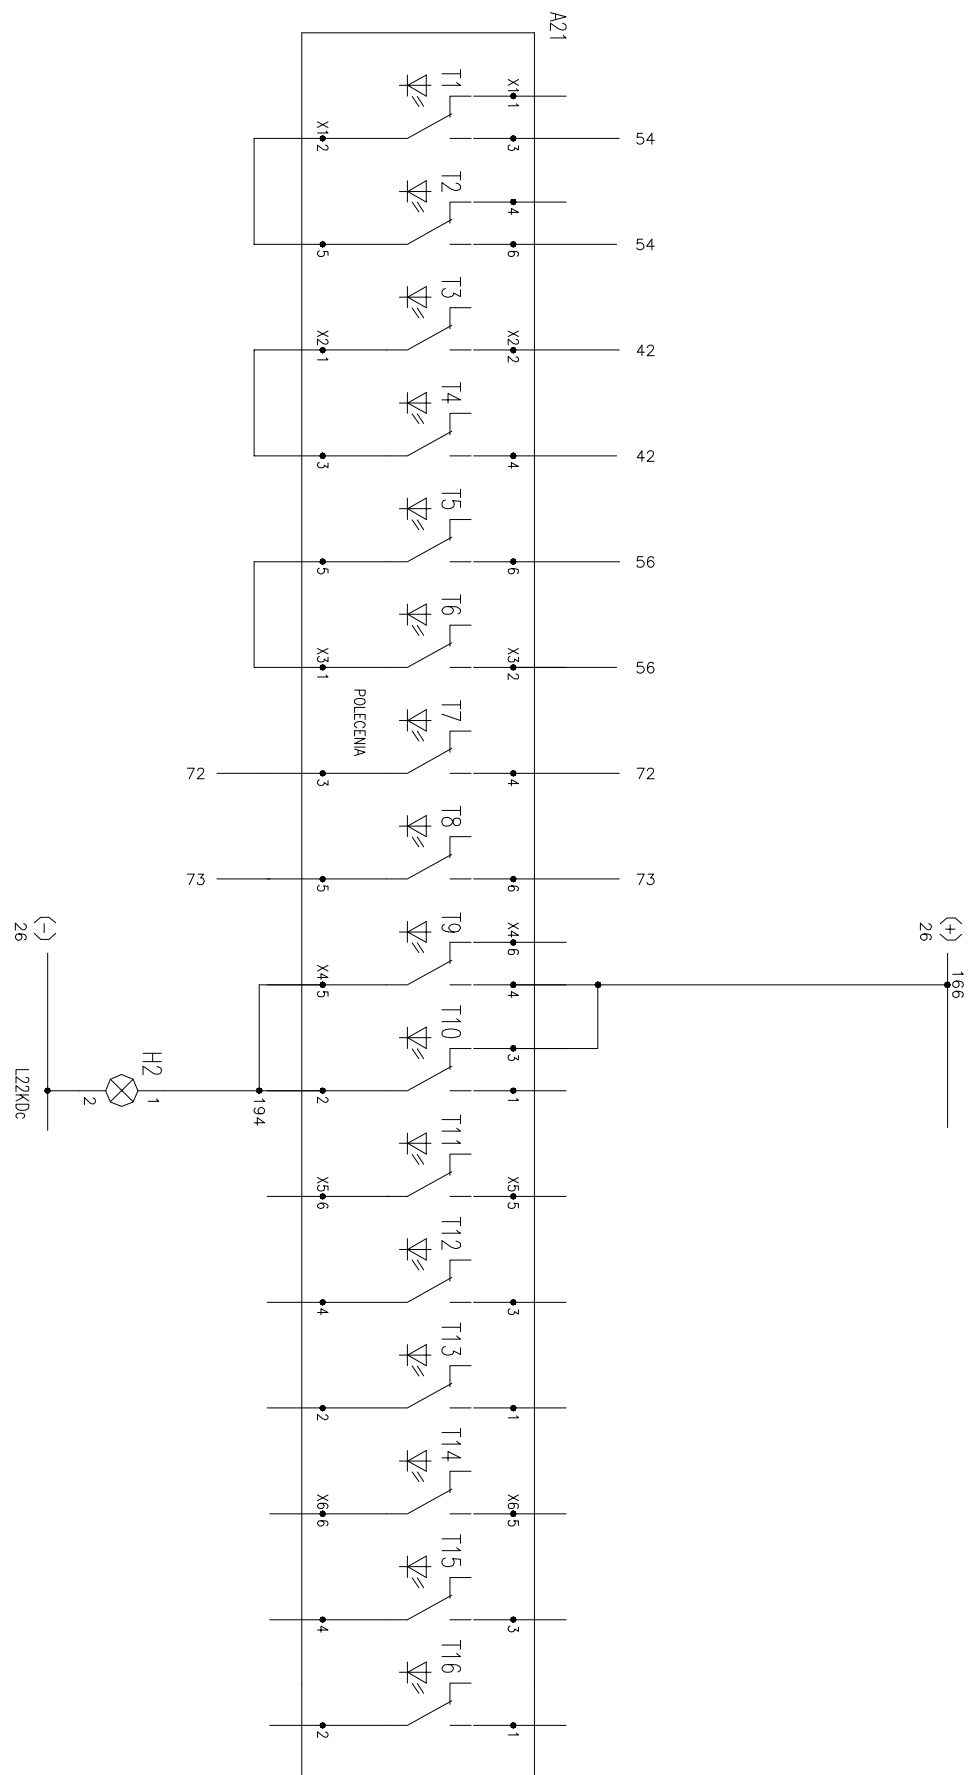 A21
T1
X1:1
3
54
X1:2
T2
4
6
54
5
T3
X2:2
42
X2:1
T4
4
42
3
T5
6
56
5
T6
X3:2
56
X3:1
POLECENIA
T7
4
72
3
72
T8
6
73
5
73
T9
X4:6
4
X4:5
(+)
26
166
(-)
26
T10
3
1
2
194
H2
1
2
L22KDc
T11
X5:5
X5:6
T12
3
4
T13
1
2
T14
X6:5
X6:6
T15
3
4
T16
1
2